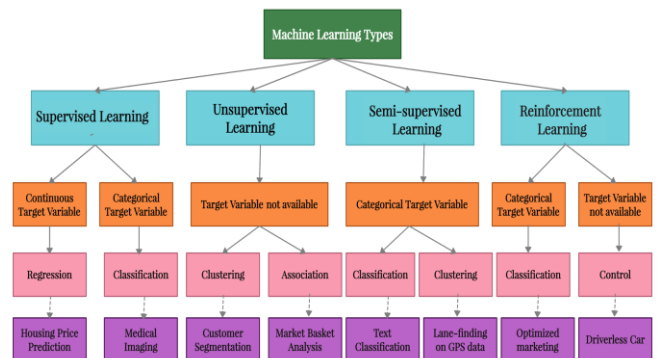 Machine Learning Types
Supervised Learning
Unsupervised
Learning
Semi-supervised
Learning
Reinforcement
Learning
Continuous
Target Variable
Categorical
Target Variable
Target Variable not available
Categorical Target Variable
Categorical
Target Variable
Target Variable
not available
Regression
Classification
Clustering
Association
Classification
Clustering
Classification
Control
Housing Price
Prediction
Medical
Imaging
Customer
Segmentation
Market Basket
Analysis
Text
Classification
Lane-finding
on GPS data
Optimized
marketing
Driverless Car